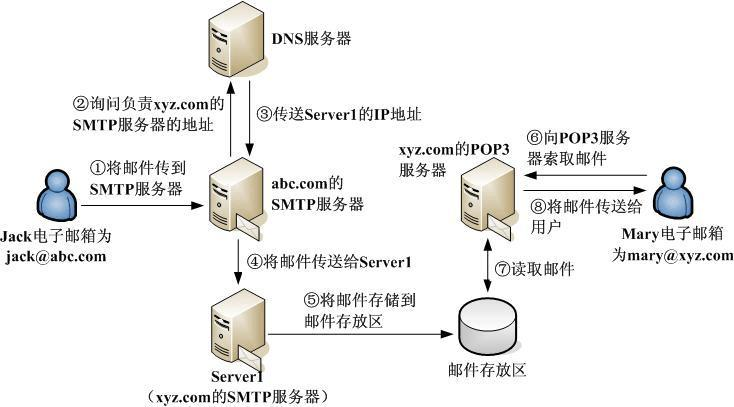 DNS服务器
②询问负责xyz.com的
SMTP服务器的地址
③传送Server1的IP地址
①将邮件传到
SMTP服务器
abc.com的
SMTP服务器
xyz.com的POP3
服务器
⑥向POP3服务
器索取邮件
⑧将邮件传送给
用户
Jack电子邮箱为
jack@abc.com
Mary电子邮箱
为mary@xyz.com
④将邮件传送给Server1
⑦读取邮件
⑤将邮件存储到
邮件存放区
Server1
（xyz.com的SMTP服务器）
邮件存放区